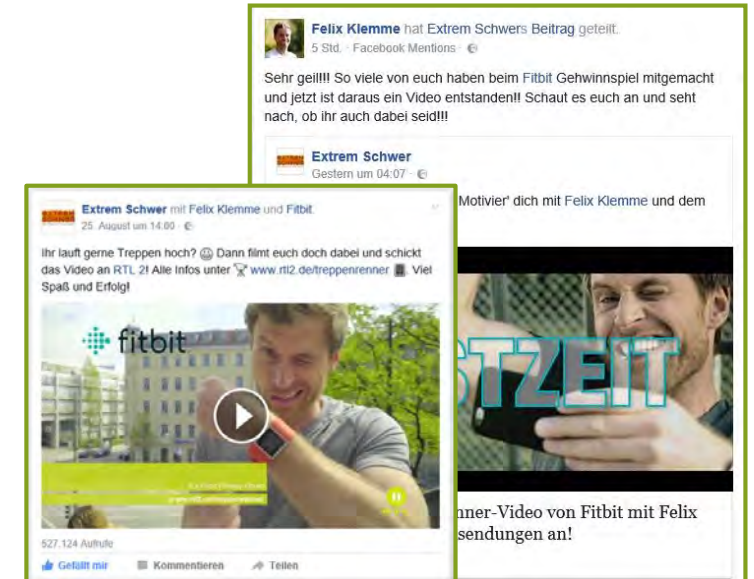 Felix Klemme hat Extrem Schwers Beitrag geteilt.
5 Std. · Facebook Mentions ·
Sehr geil!!!! So viele von euch haben beim Fitbit Gehwinnspiel mitgemacht
und jetzt ist daraus ein Video entstanden!! Schaut es euch an und seht
nach, ob ihr auch dabei seid!!!
Extrem Schwer
Gestern um 04:07 ·
Motivier' dich mit Felix Klemme und dem
STZEIT
nner-Video von Fitbit mit Felix
sendungen an!
Extrem Schwer mit Felix Klemme und Fitbit.
25. August um 14:00 ·
Ihr lauft gerne Treppen hoch? Dann filmt euch doch dabei und schickt
das Video an RTL 2! Alle Infos unter www.rtl2.de/treppenrenner. Viel
Spaß und Erfolg!
fitbit
527.124 Aufrufe
Gefällt mir Kommentieren Teilen